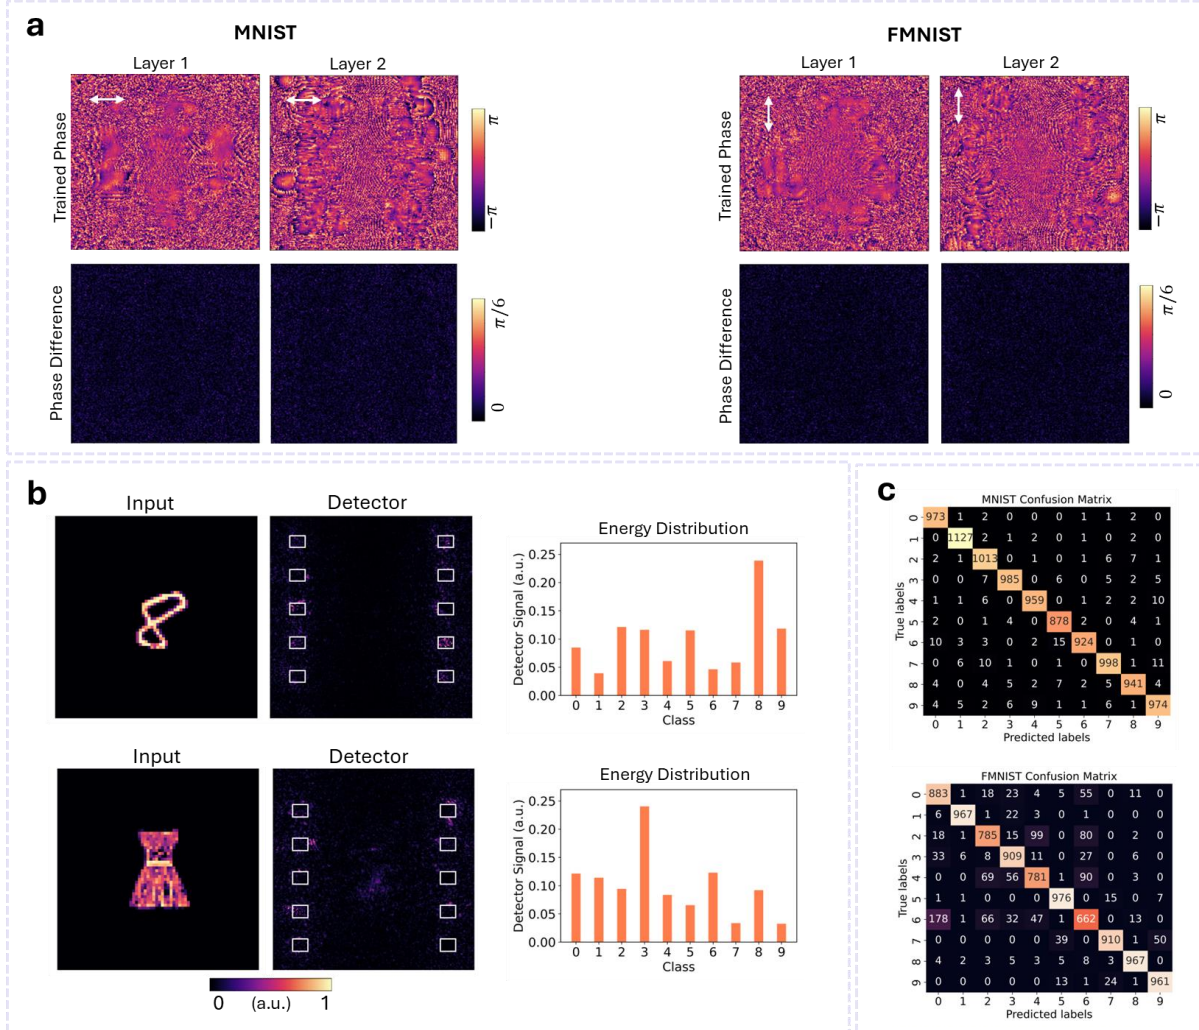 a
MNIST
FMNIST
Layer 1
Layer 2
Layer 1
Layer 2
Trained Phase
π
−π
Trained Phase
π
−π
Phase Difference
π/6
0
Phase Difference
π/6
0
b
Input
Detector
Energy Distribution
Detector Signal (a.u.)
0.25
0.20
0.15
0.10
0.05
0.00
0 1 2 3 4 5 6 7 8 9
Class
Input
Detector
Energy Distribution
Detector Signal (a.u.)
0.25
0.20
0.15
0.10
0.05
0.00
0 1 2 3 4 5 6 7 8 9
Class
0 (a.u.) 1
c
MNIST Confusion Matrix
True labels
0 973 1 2 0 0 0 1 1 2 0
1 0 1127 2 1 2 0 1 0 2 0
2 2 1 1013 0 1 0 1 6 7 1
3 0 0 7 985 0 6 0 5 2 5
4 1 1 6 0 959 0 1 2 2 10
5 2 0 1 4 0 878 2 0 4 1
6 10 3 3 0 2 15 924 0 1 0
7 0 6 10 1 0 1 0 998 1 11
8 4 0 4 5 2 7 2 5 941 4
9 4 5 2 6 9 1 1 6 1 974
0 1 2 3 4 5 6 7 8 9
Predicted labels
FMNIST Confusion Matrix
True labels
0 883 1 18 23 4 5 55 0 11 0
1 6 967 1 22 3 0 1 0 0 0
2 18 1 785 15 99 0 80 0 2 0
3 33 6 8 909 11 0 27 0 6 0
4 0 0 69 56 781 1 90 0 3 0
5 1 1 0 0 0 976 0 15 0 7
6 178 1 66 32 47 1 662 0 13 0
7 0 0 0 0 0 39 0 910 1 50
8 4 2 3 5 3 5 8 3 967 0
9 0 0 0 0 0 13 1 24 1 961
0 1 2 3 4 5 6 7 8 9
Predicted labels